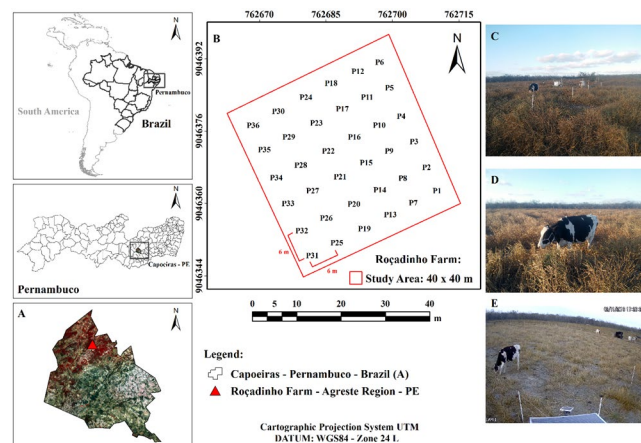 N
South America
Brazil
Pernambuco
N
Capoeiras - PE
Pernambuco
A
N
762670 762685 762700 762715
B
N
9046392
9046376
9046360
9046344
P6
P12
P18
P5
P24
P11
P30
P17
P4
P36
P23
P10
P29
P16
P3
P35
P22
P9
P28
P15
P2
P34
P21
P8
P27
P14
P1
P33
P20
P7
P26
P13
P32
P19
P25
P31
6 m
6 m
Roçadinho Farm:
Study Area: 40 x 40 m
0 5 10 20 30 40
m
Legend:
Capoeiras - Pernambuco - Brazil (A)
Roçadinho Farm - Agreste Region - PE
Cartographic Projection System UTM
DATUM: WGS84 - Zone 24 L
C
D
E